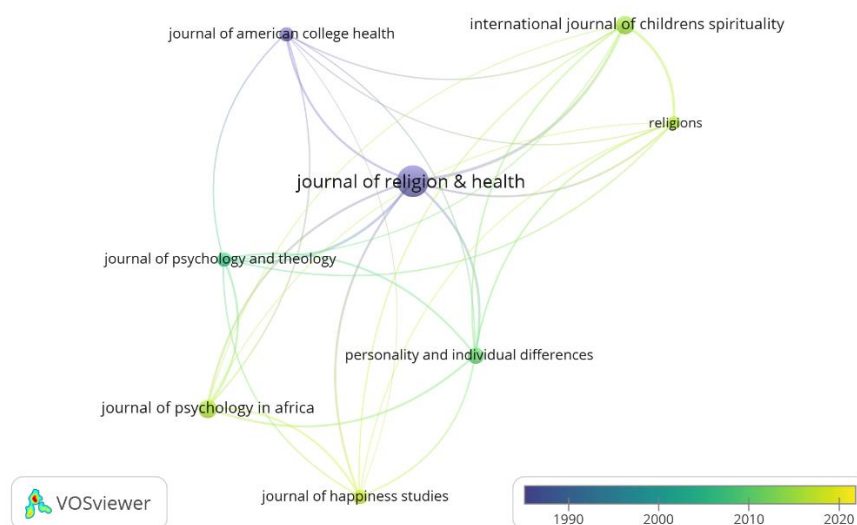 journal of american college health
international journal of childrens spirituality
religions
journal of religion & health
journal of psychology and theology
personality and individual differences
journal of psychology in africa
journal of happiness studies
VOSviewer
1990 2000 2010 2020